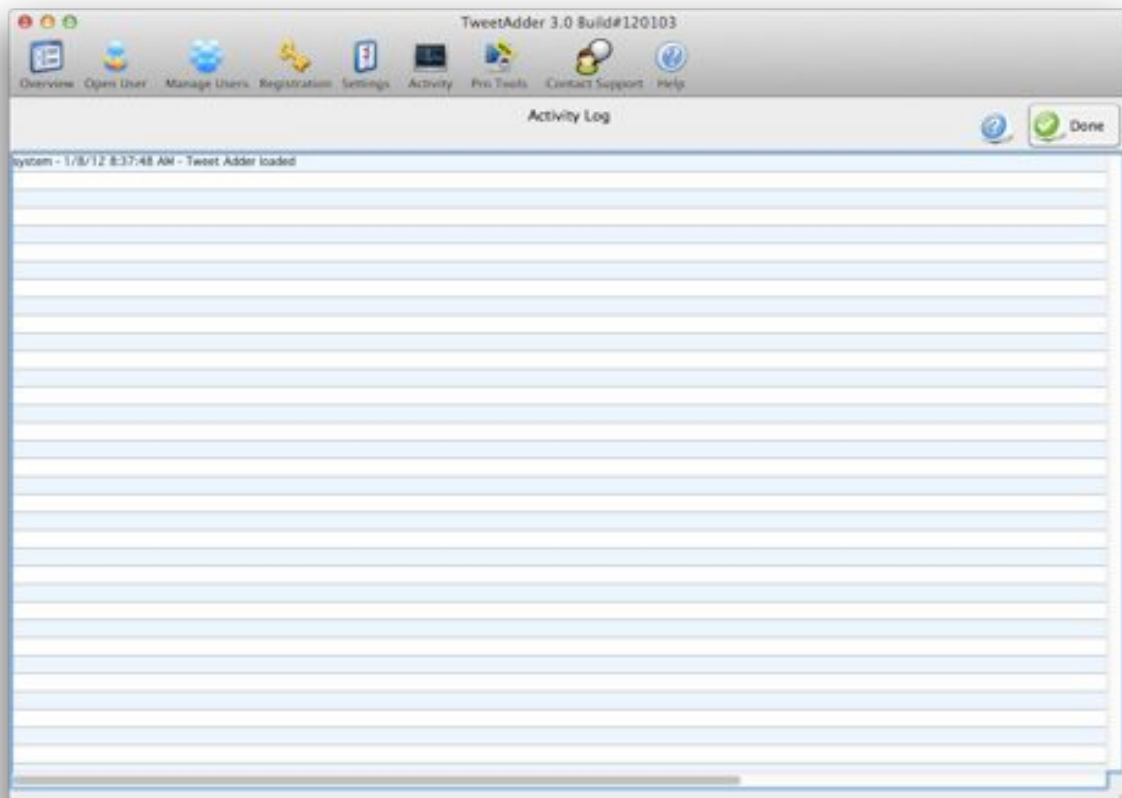 TweetAdder 3.0 Build#120103
Overview Open User Manage Users Registration Settings Activity Pro Tools Contact Support Help
Activity Log
Done
system - 1/8/12 8:37:48 AM - Tweet Adder loaded